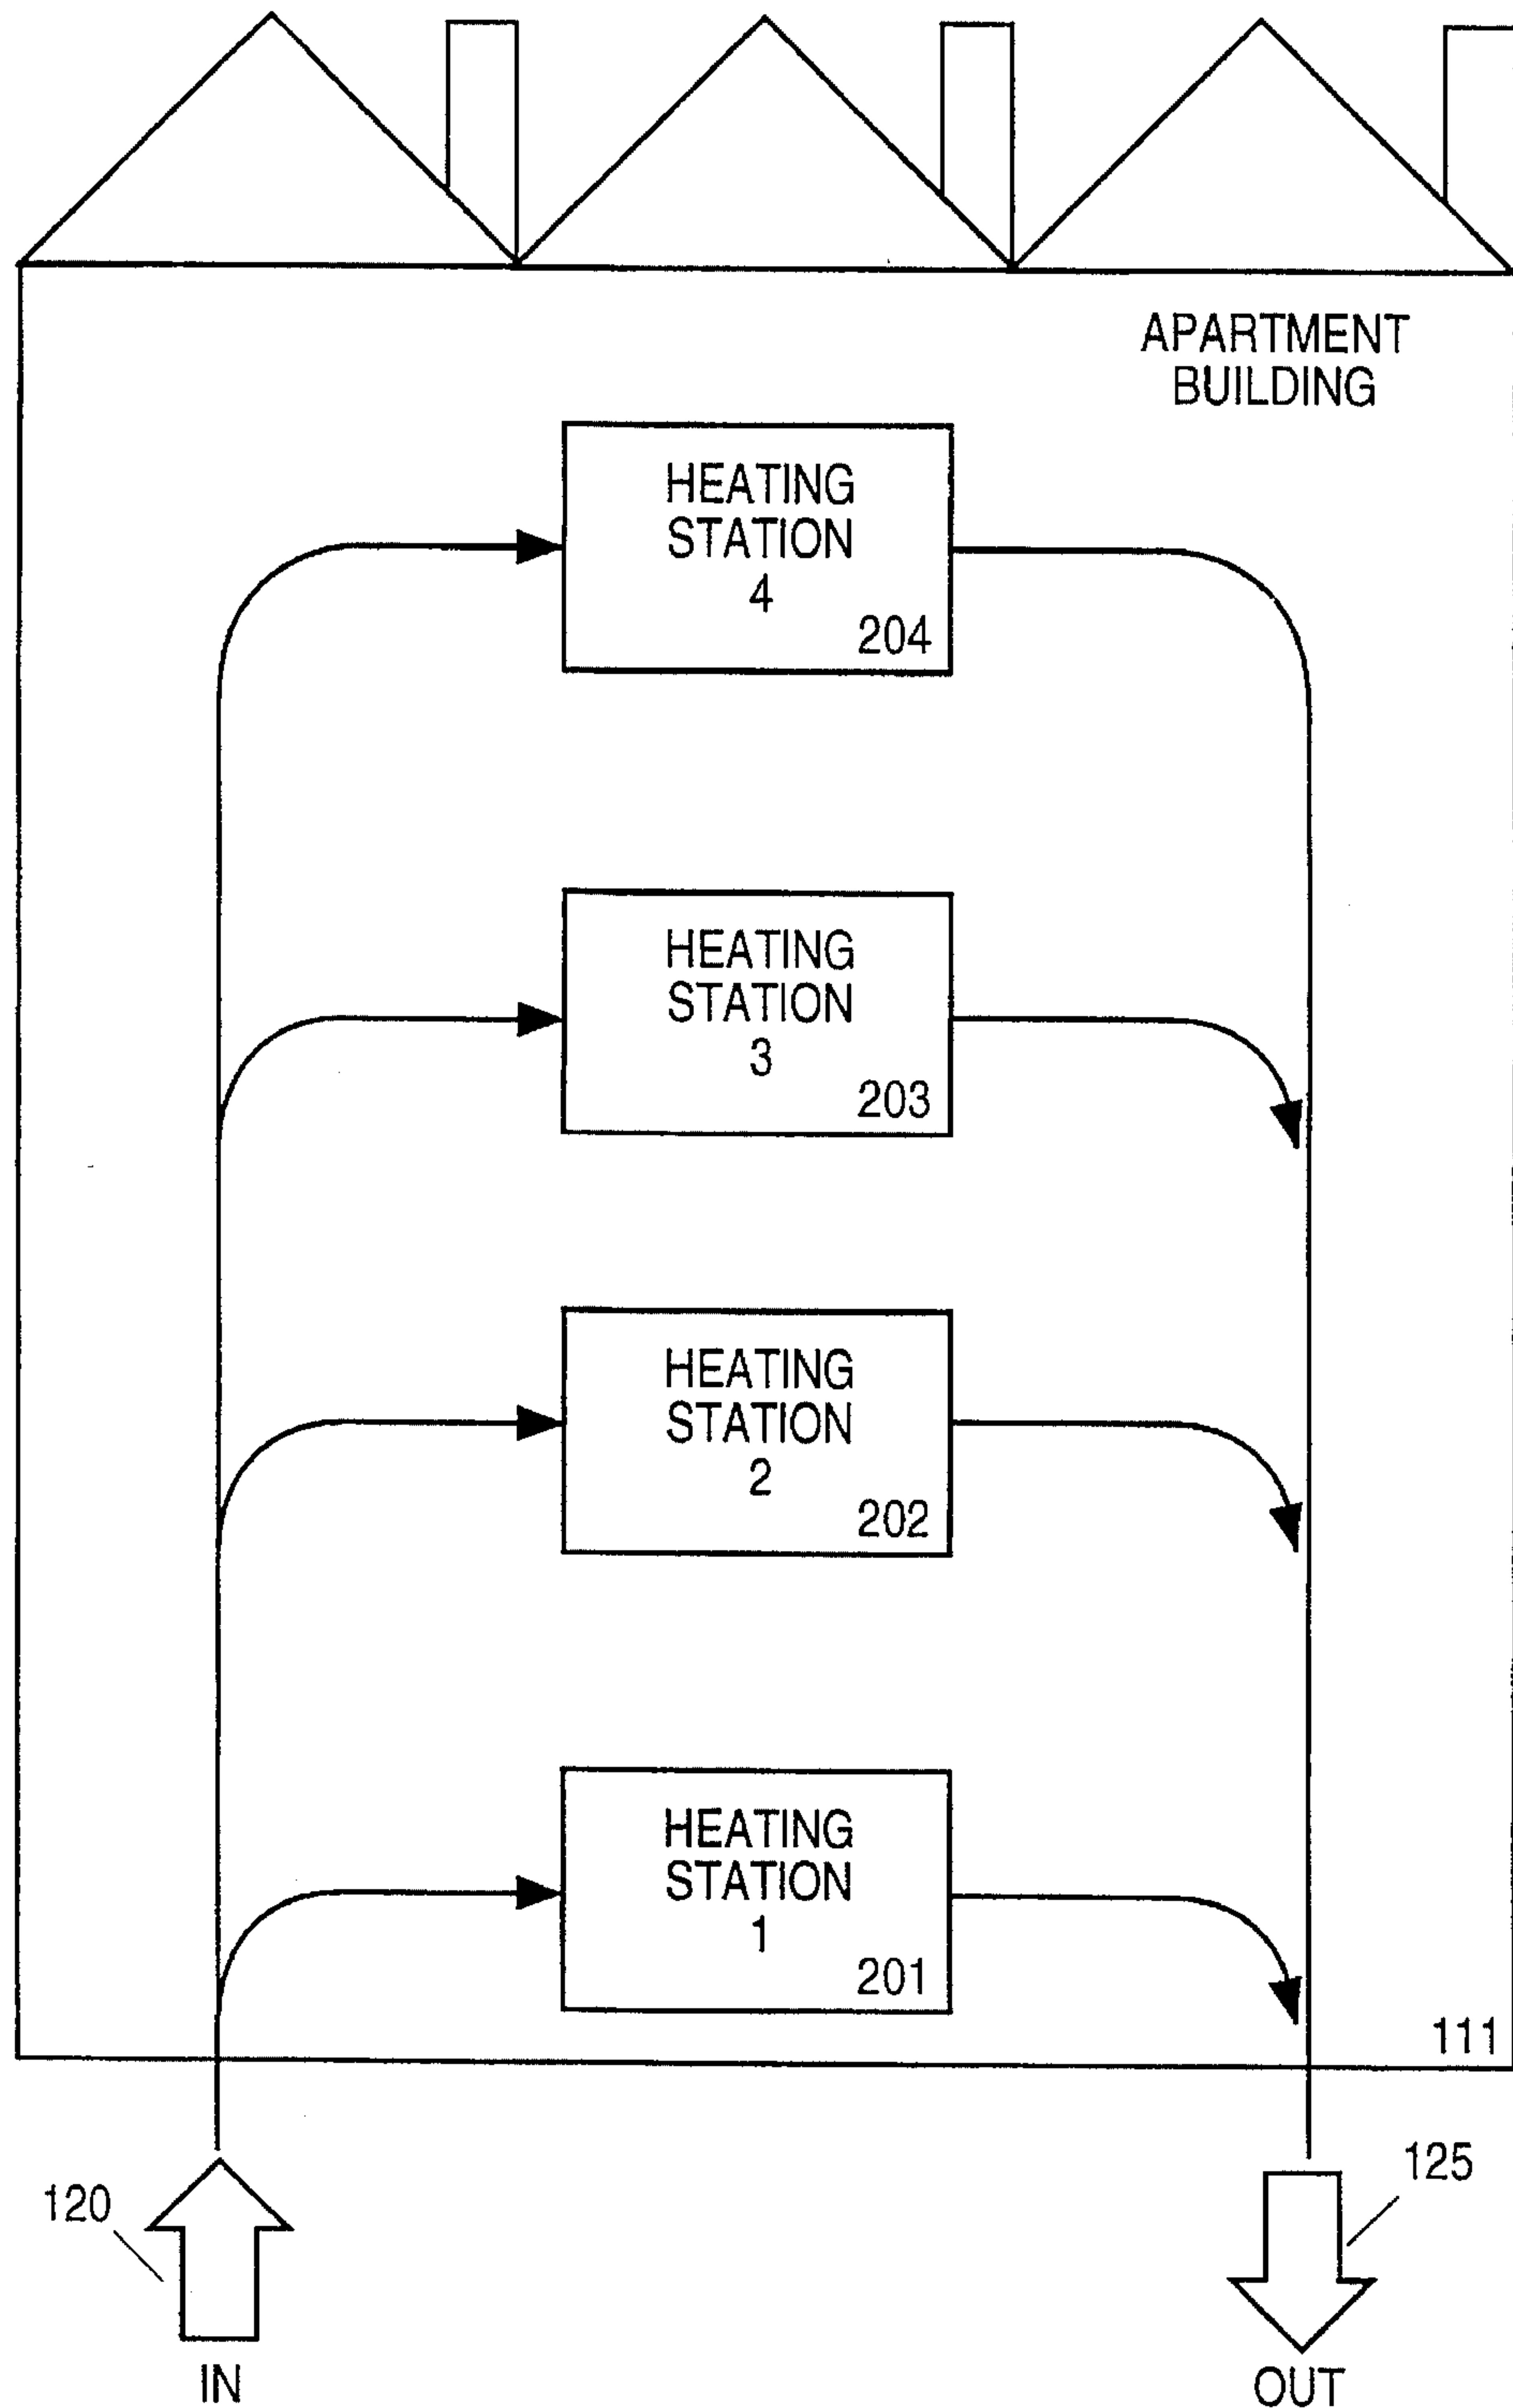 APARTMENT
BUILDING
HEATING
STATION
4
204
HEATING
STATION
3
203
HEATING
STATION
2
202
HEATING
STATION
1
201
111
120
125
IN
OUT